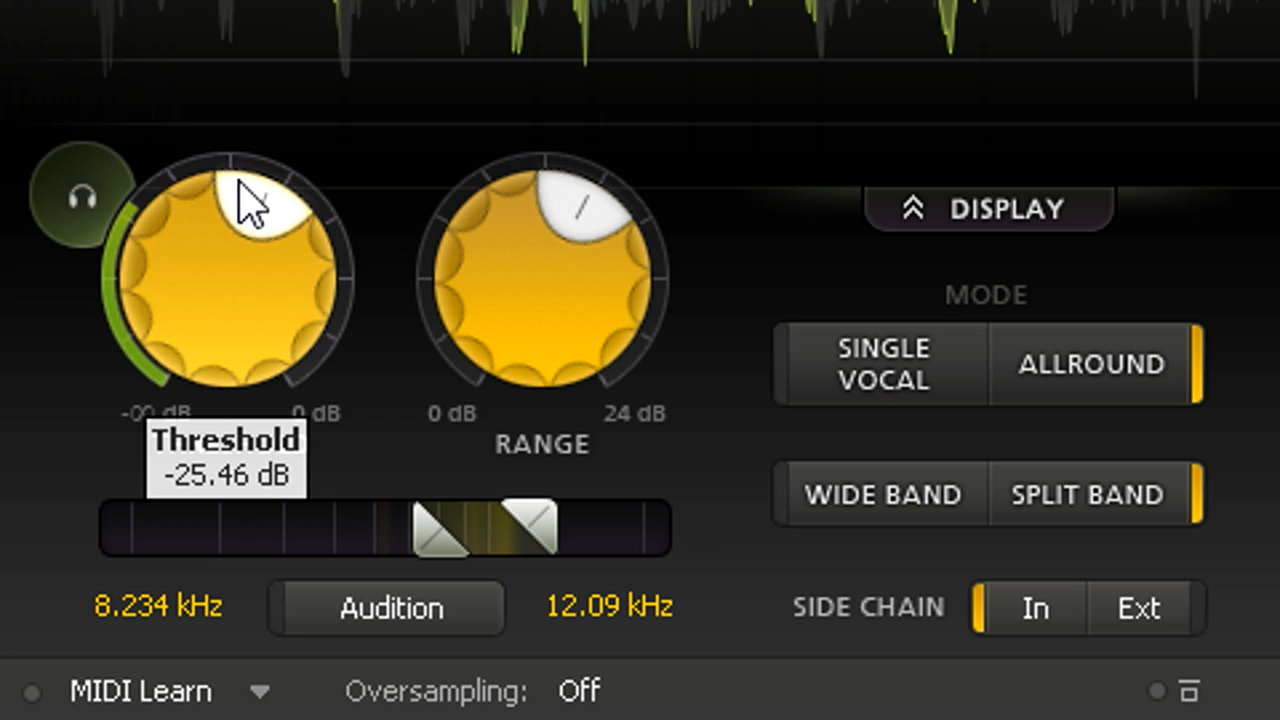 DISPLAY
MODE
SINGLE
VOCAL
ALLROUND
-∞ dB
0 dB
0 dB
24 dB
Threshold
-25.46 dB
RANGE
WIDE BAND
SPLIT BAND
8.234 kHz
Audition
12.09 kHz
SIDE CHAIN
In
Ext
MIDI Learn
Oversampling:
Off